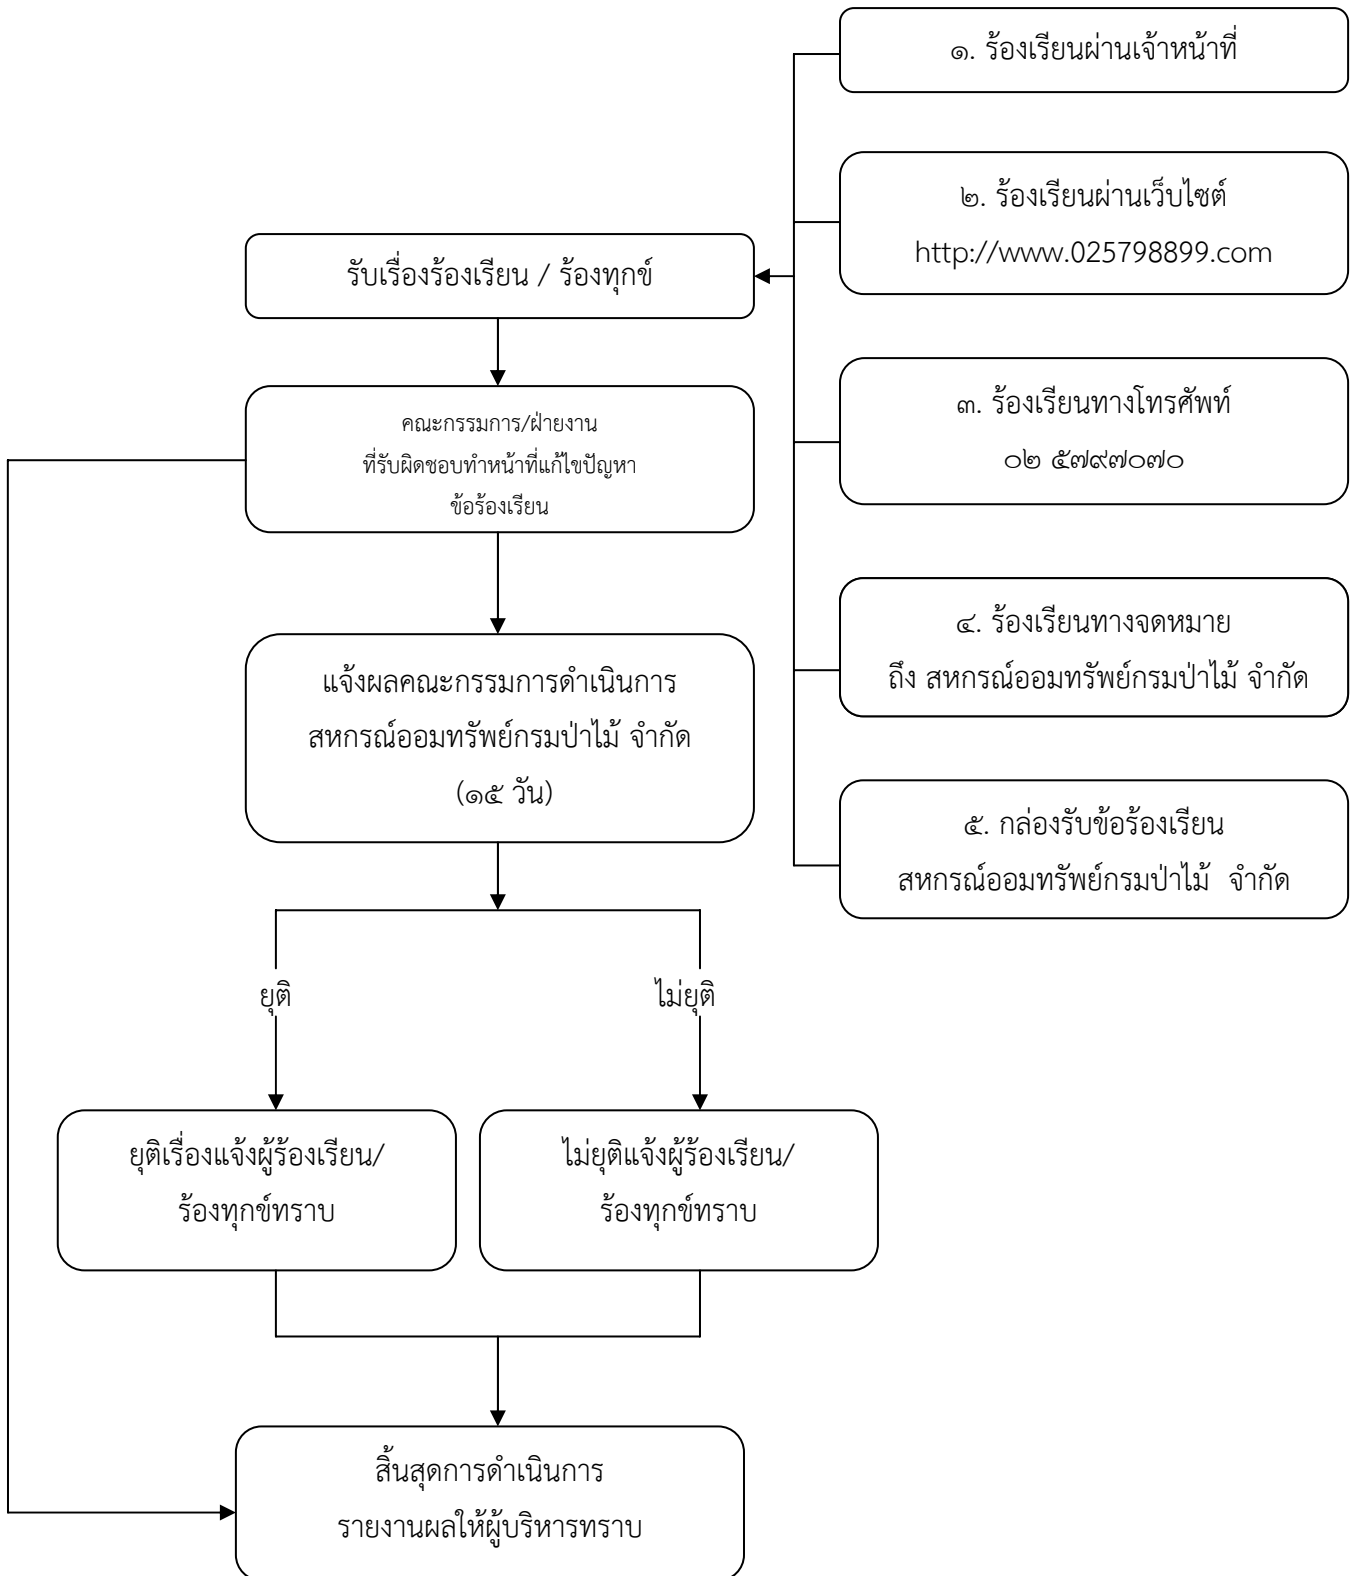 ๑. ร้องเรียนผ่านเจ้าหน้าที่
๒. ร้องเรียนผ่านเว็บไซต์
http://www.025798899.com
๓. ร้องเรียนทางโทรศัพท์
๐๒ ๕๗๙๗๐๗๐
๔. ร้องเรียนทางจดหมาย
ถึง สหกรณ์ออมทรัพย์กรมป่าไม้ จำกัด
๕. กล่องรับข้อร้องเรียน
สหกรณ์ออมทรัพย์กรมป่าไม้ จำกัด
รับเรื่องร้องเรียน / ร้องทุกข์
คณะกรรมการ/ฝ่ายงาน
ที่รับผิดชอบทำหน้าที่แก้ไขปัญหา
ข้อร้องเรียน
แจ้งผลคณะกรรมการดำเนินการ
สหกรณ์ออมทรัพย์กรมป่าไม้ จำกัด
(๑๕ วัน)
ยุติ
ไม่ยุติ
ยุติเรื่องแจ้งผู้ร้องเรียน/
ร้องทุกข์ทราบ
ไม่ยุติแจ้งผู้ร้องเรียน/
ร้องทุกข์ทราบ
สิ้นสุดการดำเนินการ
รายงานผลให้ผู้บริหารทราบ